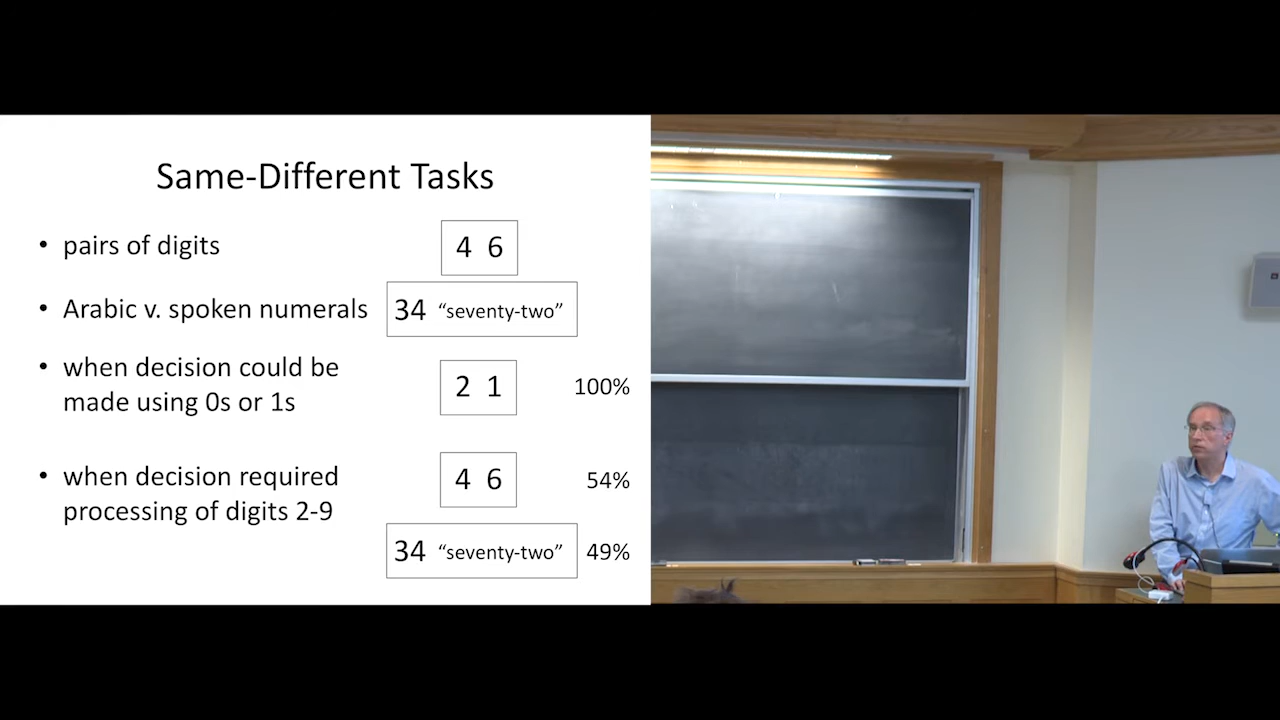 Same-Different Tasks
• pairs of digits
4 6
• Arabic v. spoken numerals
34 “seventy-two”
• when decision could be
made using 0s or 1s
2 1
100%
• when decision required
processing of digits 2-9
4 6
54%
34 “seventy-two”
49%